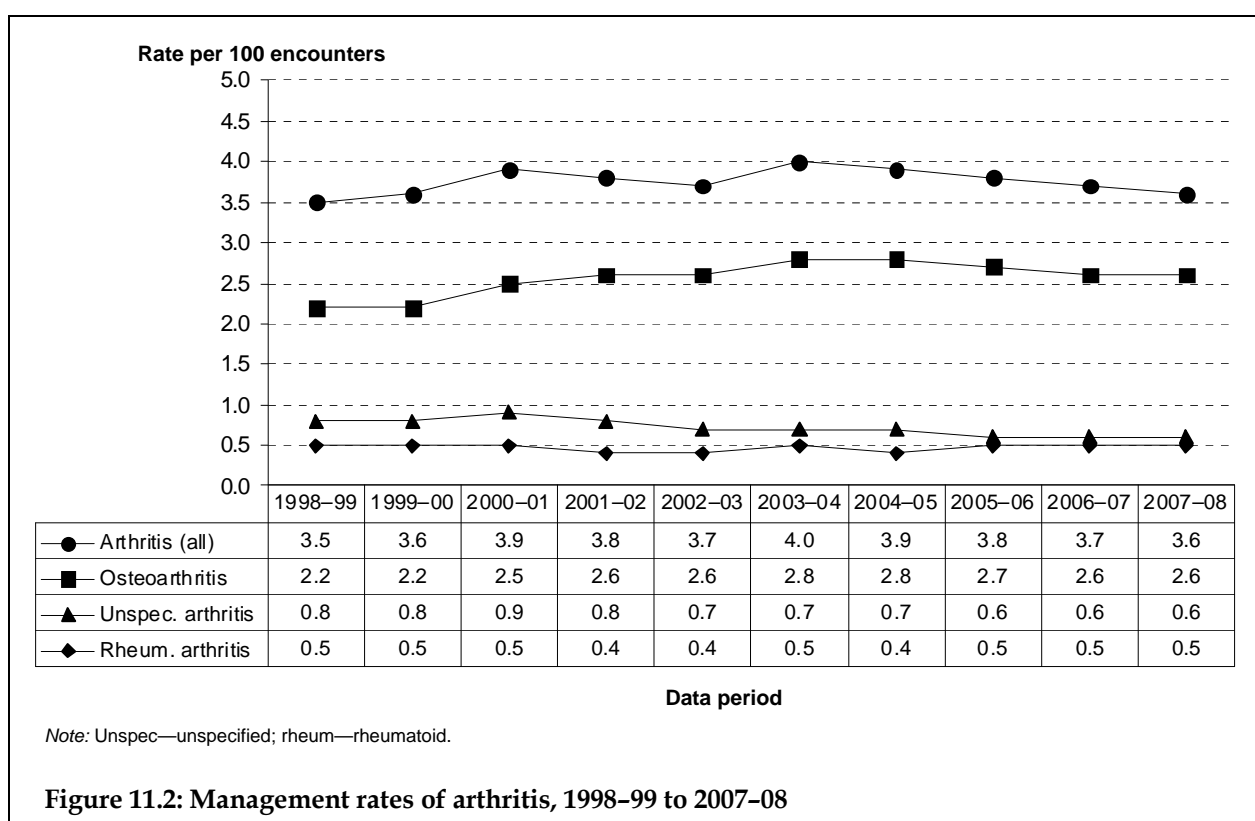 Rate per 100 encounters
5.0
4.5
4.0
3.5
3.0
2.5
2.0
1.5
1.0
0.5
0.0
1998–99 1999–00 2000–01 2001–02 2002–03 2003–04 2004–05 2005–06 2006–07 2007–08
Arthritis (all) 3.5 3.6 3.9 3.8 3.7 4.0 3.9 3.8 3.7 3.6
Osteoarthritis 2.2 2.2 2.5 2.6 2.6 2.8 2.8 2.7 2.6 2.6
Unspec. arthritis 0.8 0.8 0.9 0.8 0.7 0.7 0.7 0.6 0.6 0.6
Rheum. arthritis 0.5 0.5 0.5 0.4 0.4 0.5 0.4 0.5 0.5 0.5
Data period
Note: Unspec—unspecified; rheum—rheumatoid.
Figure 11.2: Management rates of arthritis, 1998–99 to 2007–08